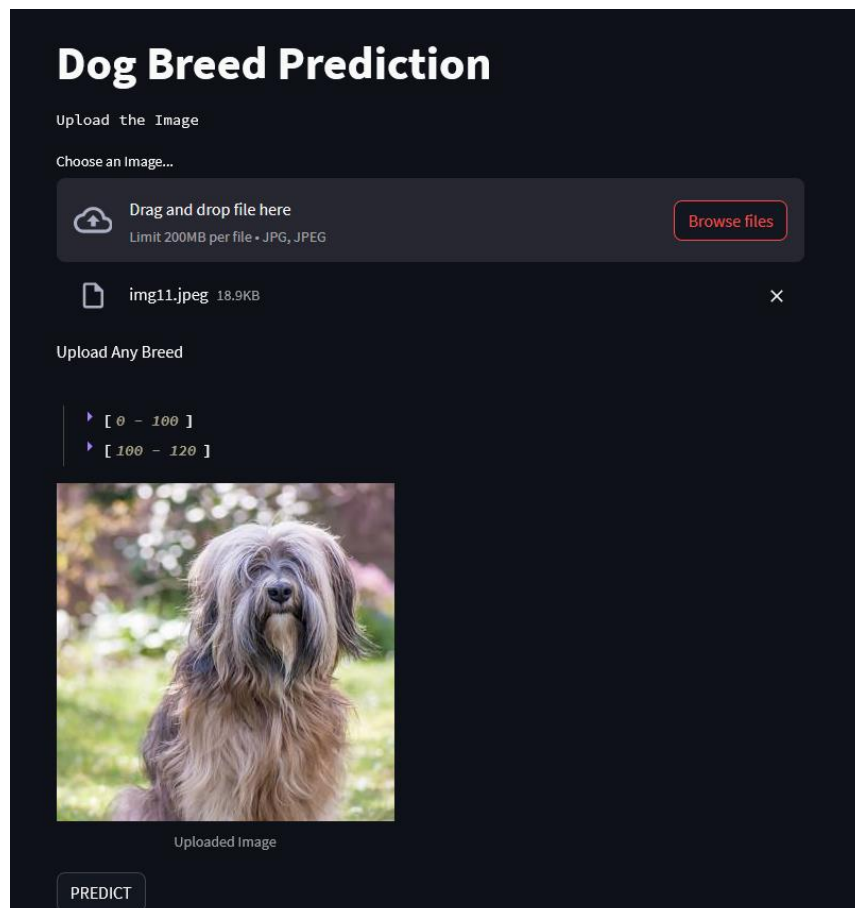 Dog Breed Prediction
Upload the Image
Choose an Image...
Drag and drop file here
Limit 200MB per file • JPG, JPEG
Browse files
img11.jpeg 18.9KB
Upload Any Breed
[ 0 - 100 ]
[ 100 - 120 ]
Uploaded Image
PREDICT